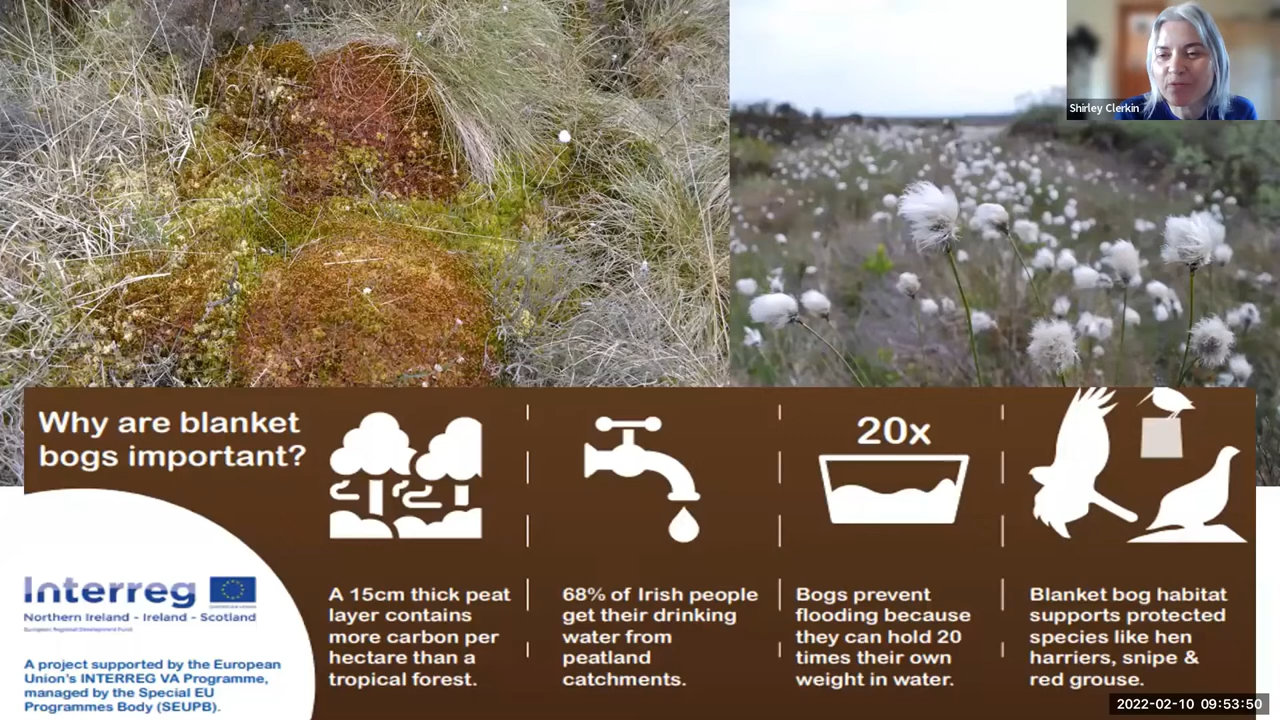 Shirley Clerkin
Why are blanket
bogs important?
20x
A 15cm thick peat
layer contains
more carbon per
hectare than a
tropical forest.
68% of Irish people
get their drinking
water from
peatland
catchments.
Bogs prevent
flooding because
they can hold 20
times their own
weight in water.
Blanket bog habitat
supports protected
species like hen
harriers, snipe &
red grouse.
Interreg
Northern Ireland - Ireland - Scotland
European Regional Development Fund
A project supported by the European
Union's INTERREG VA Programme,
managed by the Special EU
Programmes Body (SEUPB).
2022-02-10 09:53:50